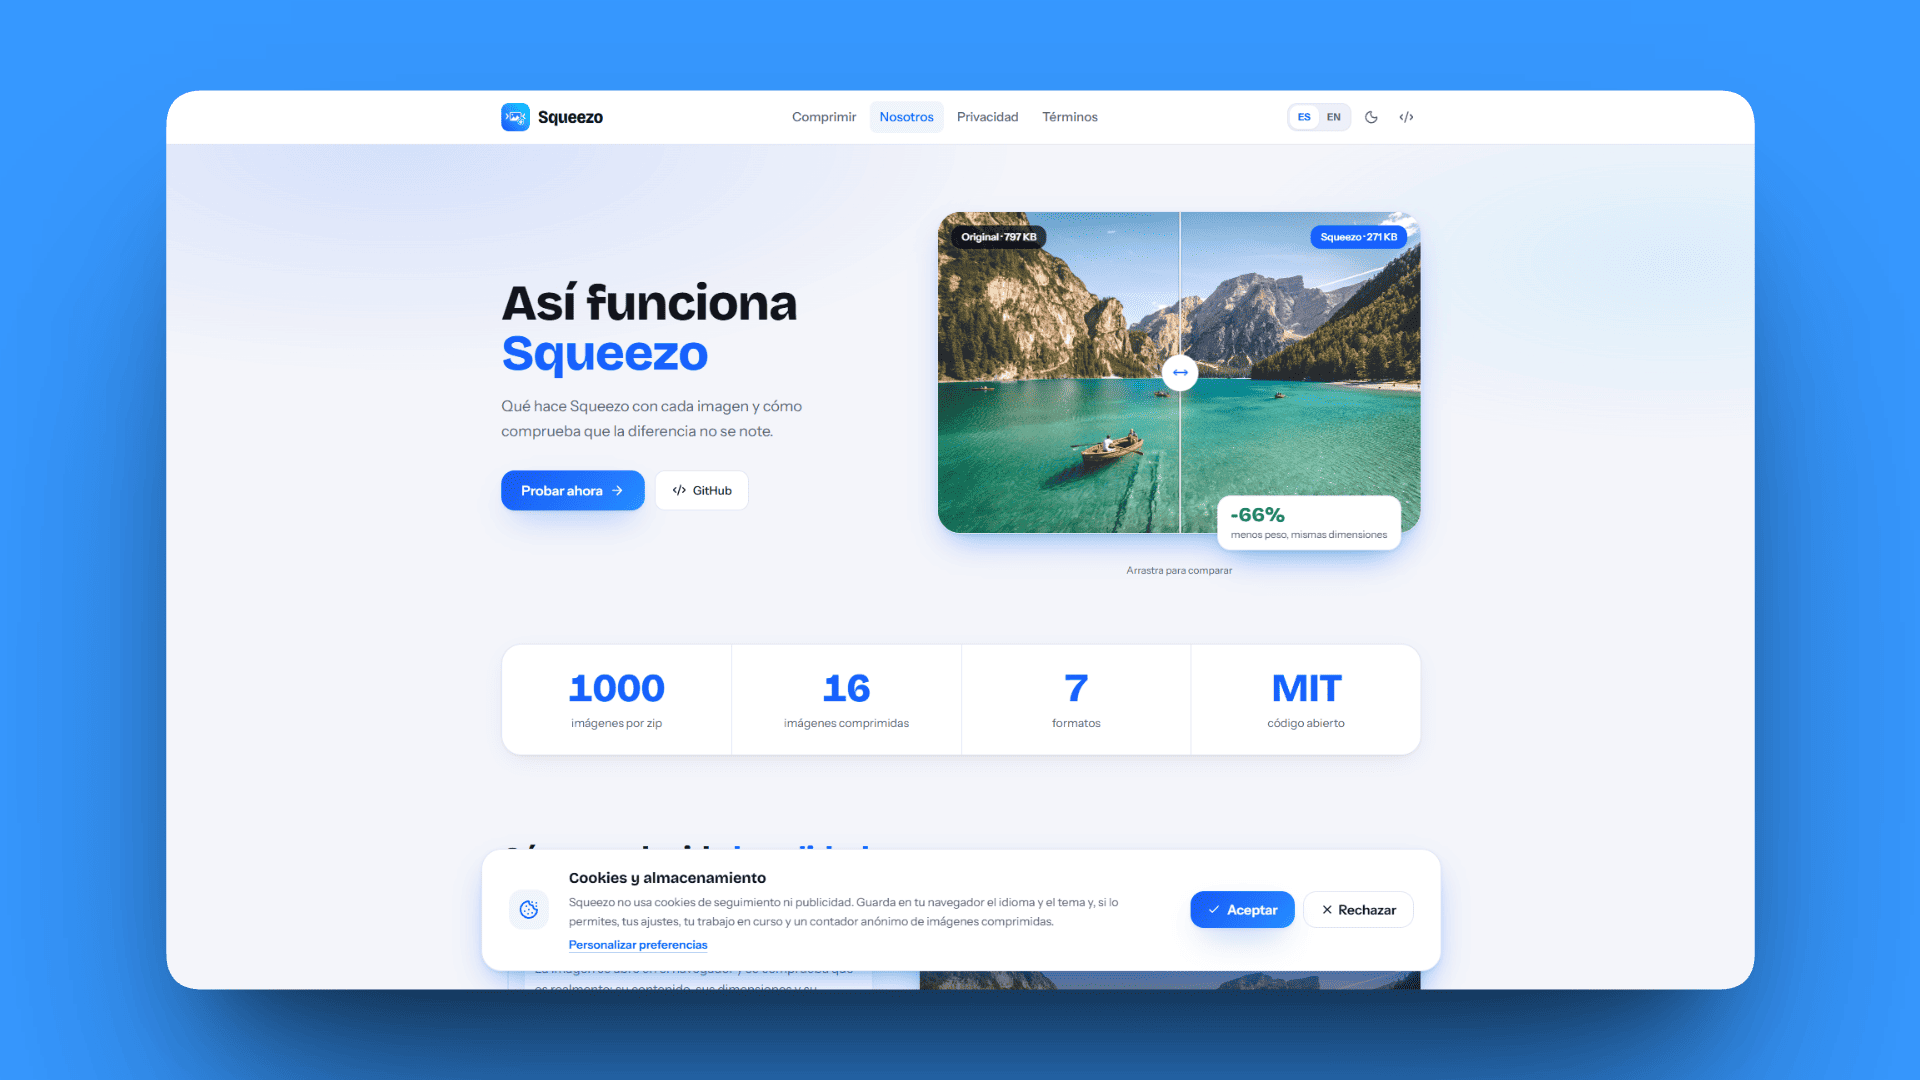 Squeezo
Comprimir
Nosotros
Privacidad
Términos
ES
EN
Original · 797 KB
Squeezo · 271 KB
Así funciona
Squeezo
Qué hace Squeezo con cada imagen y cómo
comprueba que la diferencia no se note.
Probar ahora
GitHub
-66%
menos peso, mismas dimensiones
Arrastra para comparar
1000
imágenes por zip
16
imágenes comprimidas
7
formatos
MIT
código abierto
Cookies y almacenamiento
Squeezo no usa cookies de seguimiento ni publicidad. Guarda en tu navegador el idioma y el tema y, si lo
permites, tus ajustes, tu trabajo en curso y un contador anónimo de imágenes comprimidas.
Personalizar preferencias
Aceptar
Rechazar